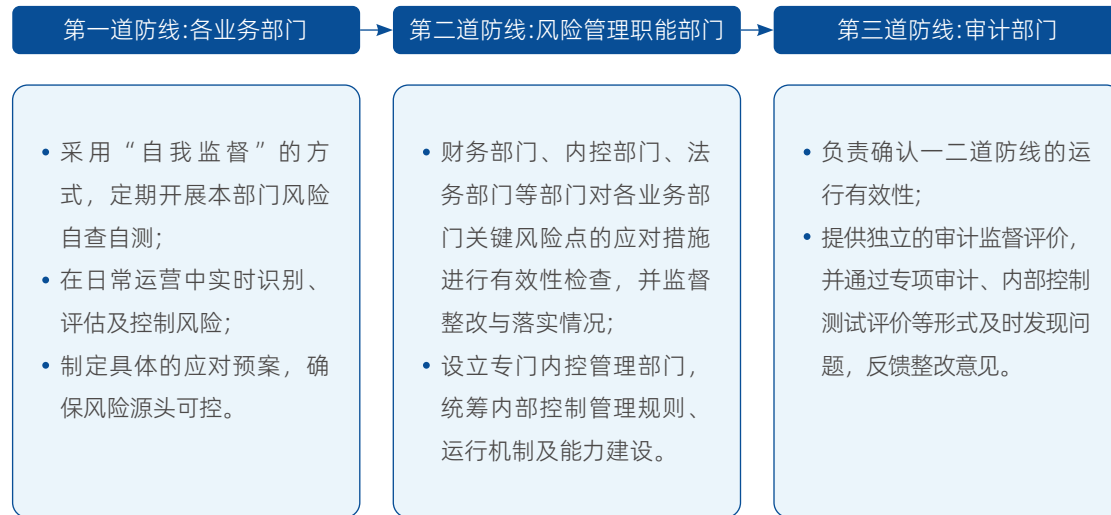 第一道防线:各业务部门
第二道防线:风险管理职能部门
第三道防线:审计部门
• 采用“自我监督”的方
式，定期开展本部门风险
自查自测；
• 在日常运营中实时识别、
评估及控制风险；
• 制定具体的应对预案，确
保风险源头可控。
• 财务部门、内控部门、法
务部门等部门对各业务部
门关键风险点的应对措施
进行有效性检查，并监督
整改与落实情况；
• 设立专门内控管理部门，
统筹内部控制管理规则、
运行机制及能力建设。
• 负责确认一二道防线的运
行有效性；
• 提供独立的审计监督评价，
并通过专项审计、内部控制
测试评价等形式及时发现问
题，反馈整改意见。